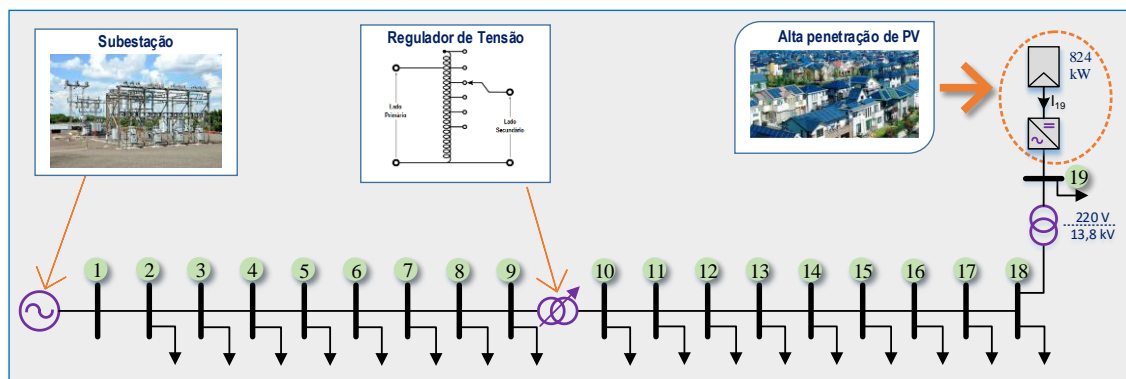 Subestação
Regulador de Tensão
Lado
Primário
Lado
Secundário
Alta penetração de PV
824
kW
I19
19
220 V
13,8 kV
1 2 3 4 5 6 7 8 9 10 11 12 13 14 15 16 17 18